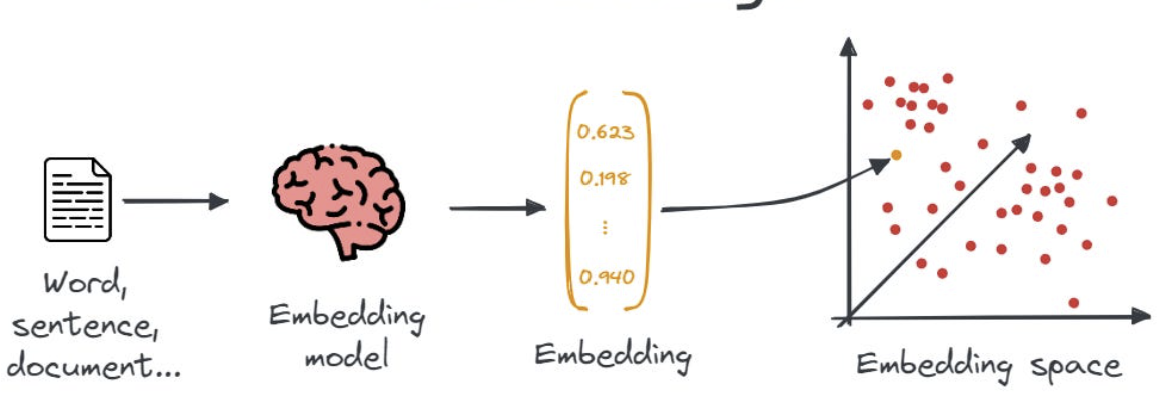 Word,
sentence,
document...
Embedding
model
0.623
0.198
⋮
0.940
Embedding
Embedding space